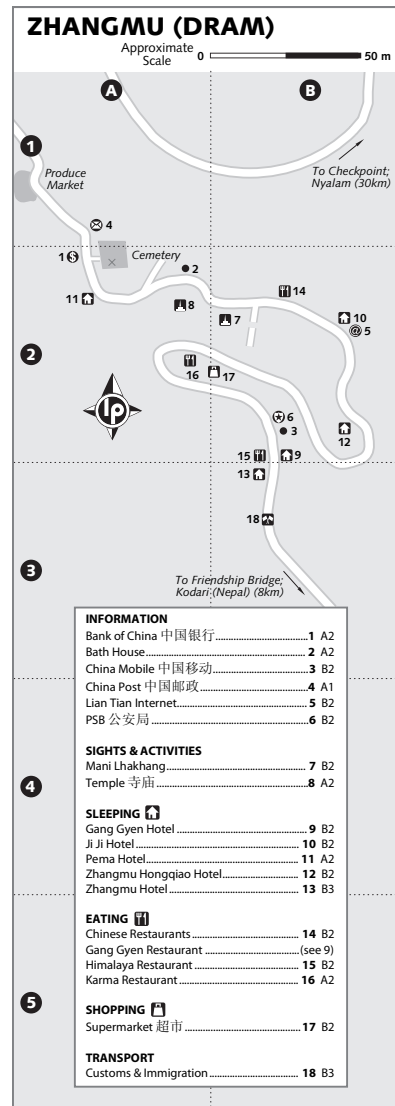 ZHANGMU (DRAM)
Approximate
Scale
0 50 m
A B
1
Produce
Market
To Checkpoint;
Nyalam (30km)
4
1 Cemetery
2
11
14
8
7
10
5
2
16 17
6
3
12
15 9
13
18
3
To Friendship Bridge;
Kodari (Nepal) (8km)
lp
INFORMATION
Bank of China 中国银行 1 A2
Bath House 2 A2
China Mobile 中国移动 3 B2
China Post 中国邮政 4 A1
Lian Tian Internet 5 B2
PSB 公安局 6 B2
SIGHTS & ACTIVITIES
Mani Lhakhang 7 B2
Temple 寺庙 8 A2
4
SLEEPING
Gang Gyen Hotel 9 B2
Ji Ji Hotel 10 B2
Pema Hotel 11 A2
Zhangmu Hongqiao Hotel 12 B2
Zhangmu Hotel 13 B3
EATING
Chinese Restaurants 14 B2
Gang Gyen Restaurant (see 9)
Himalaya Restaurant 15 B2
Karma Restaurant 16 A2
5
SHOPPING
Supermarket 超市 17 B2
TRANSPORT
Customs & Immigration 18 B3